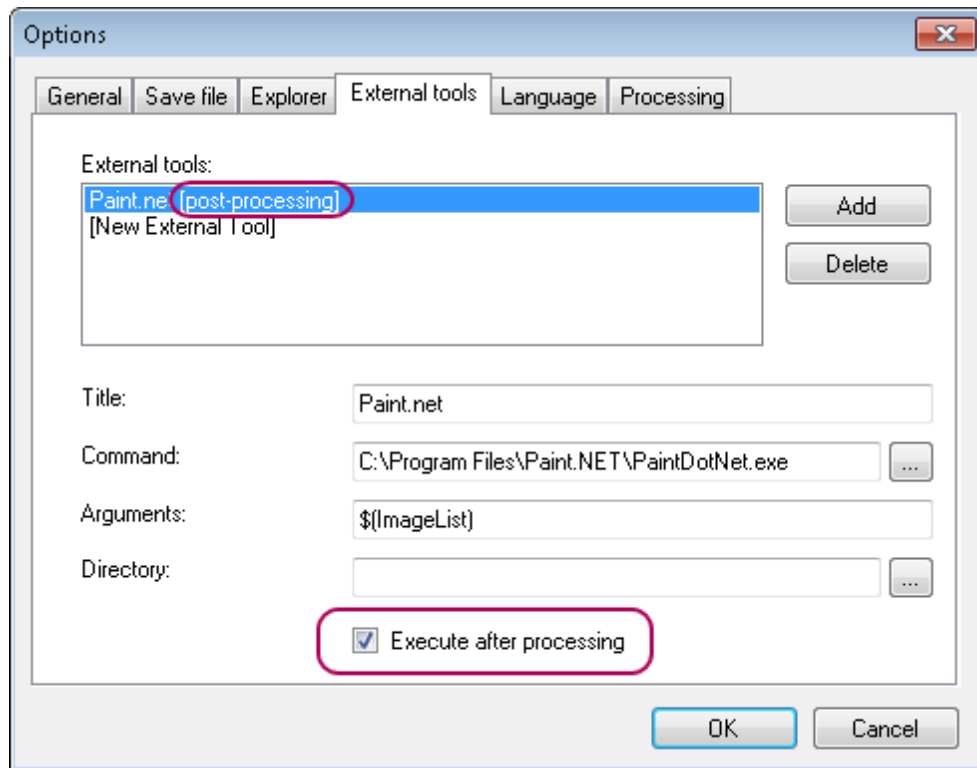 Options
General Save file Explorer External tools Language Processing
External tools:
Paint.ne [post-processing]
[New External Tool]
Add
Delete
Title:
Paint.net
Command:
C:\Program Files\Paint.NET\PaintDotNet.exe
...
Arguments:
$(ImageList)
Directory:
...
Execute after processing
OK Cancel